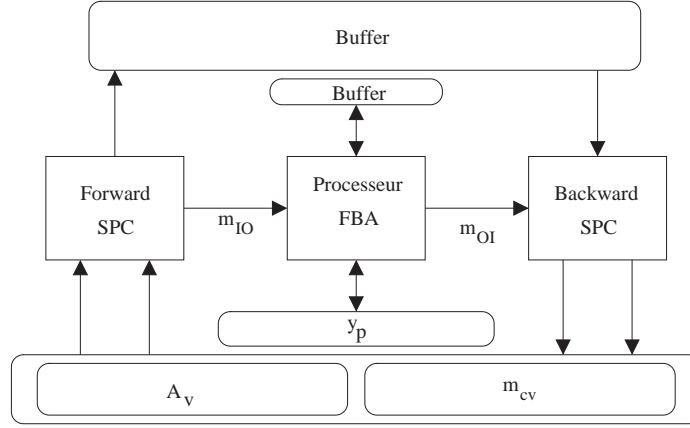 Buffer
Buffer
Forward
SPC
m_IO
Processeur
FBA
m_OI
Backward
SPC
y_p
A_v
m_cv